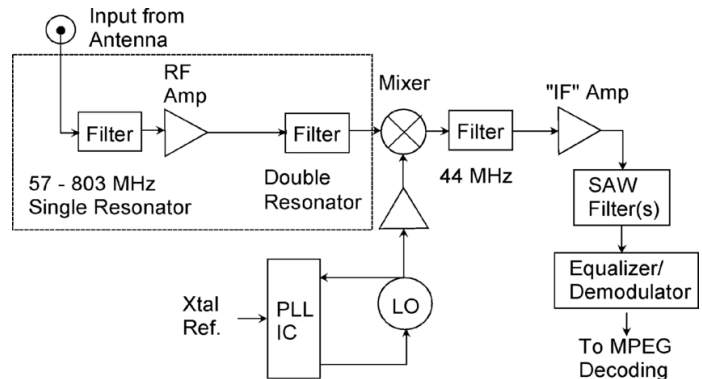 Input from
Antenna
RF
Amp
Mixer
"IF" Amp
Filter
Filter
Filter
57 - 803 MHz
Single Resonator
Double
Resonator
44 MHz
SAW
Filter(s)
Equalizer/
Demodulator
Xtal
Ref.
PLL
IC
LO
To MPEG
Decoding